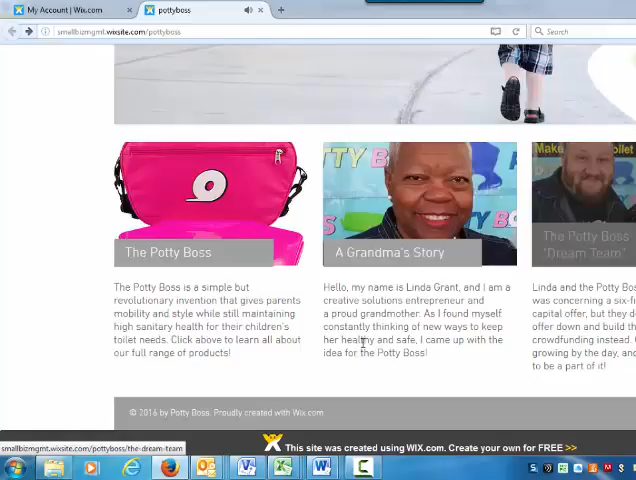 My Account | Wix.com
pottyboss
smallbizmgmt.wixsite.com/pottyboss
Search
The Potty Boss
A Grandma's Story
Make
oilet
The Potty Boss
"Dream Team"
The Potty Boss is a simple but
revolutionary invention that gives parents
mobility and style while still maintaining
high sanitary health for their children's
toilet needs. Click above to learn all about
our full range of products!
Hello, my name is Linda Grant, and I am a
creative solutions entrepreneur and
a proud grandmother. As I found myself
constantly thinking of new ways to keep
her healthy and safe, I came up with the
idea for the Potty Boss!
Linda and the Potty Bo
was concerning a six-fi
capital offer, but they d
offer down and build th
crowdfunding instead.
growing by the day, an
to be a part of it!
© 2016 by Potty Boss. Proudly created with Wix.com
smallbizmgmt.wixsite.com/pottyboss/the-dream-team
This site was created using WIX.com. Create your own for FREE >>